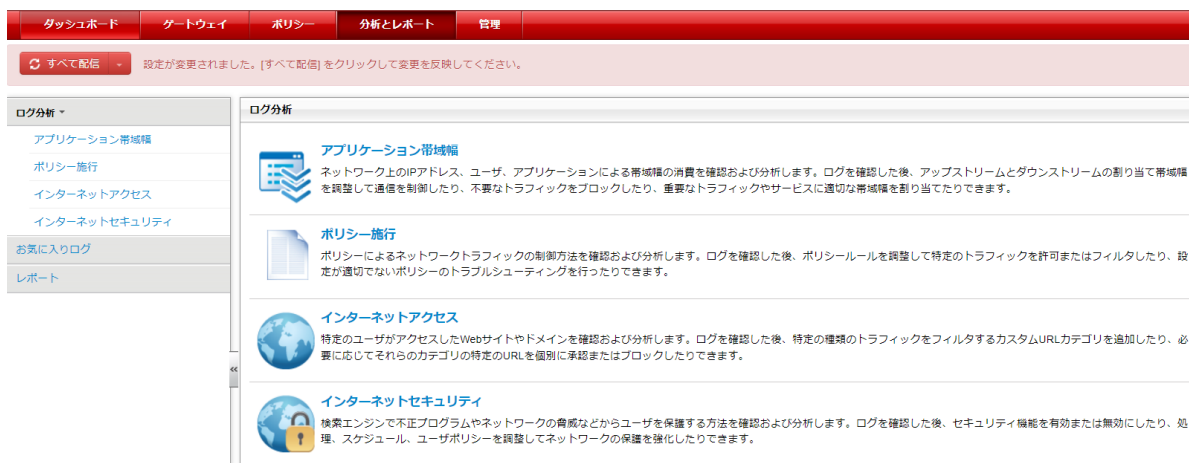 ダッシュボード ゲートウェイ ポリシー 分析とレポート 管理
すべて配信 設定が変更されました。[すべて配信] をクリックして変更を反映してください。
ログ分析
アプリケーション帯域幅
ポリシー施行
インターネットアクセス
インターネットセキュリティ
お気に入りログ
レポート
ログ分析
アプリケーション帯域幅
ネットワーク上のIPアドレス、ユーザ、アプリケーションによる帯域幅の消費を確認および分析します。ログを確認した後、アップストリームとダウンストリームの割り当て帯域幅
を調整して通信を制御したり、不要なトラフィックをブロックしたり、重要なトラフィックやサービスに適切な帯域幅を割り当てたりできます。
ポリシー施行
ポリシーによるネットワークトラフィックの制御方法を確認および分析します。ログを確認した後、ポリシールールを調整して特定のトラフィックを許可またはフィルタしたり、設
定が適切でないポリシーのトラブルシューティングを行ったりできます。
インターネットアクセス
特定のユーザがアクセスしたWebサイトやドメインを確認および分析します。ログを確認した後、特定の種類のトラフィックをフィルタするカスタムURLカテゴリを追加したり、必
要に応じてそれらのカテゴリの特定のURLを個別に承認またはブロックしたりできます。
インターネットセキュリティ
検索エンジンで不正プログラムやネットワークの脅威などからユーザを保護する方法を確認および分析します。ログを確認した後、セキュリティ機能を有効または無効にしたり、処
理、スケジュール、ユーザポリシーを調整してネットワークの保護を強化したりできます。